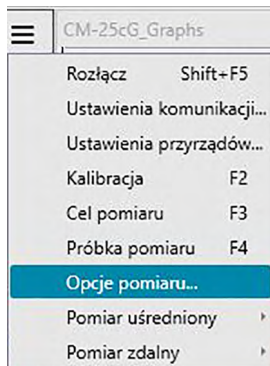 CM-25cG_Graphs
Rozłącz Shift+F5
Ustawienia komunikacji...
Ustawienia przyrządów...
Kalibracja F2
Cel pomiaru F3
Próbka pomiaru F4
Opcje pomiaru...
Pomiar uśredniony
Pomiar zdalny